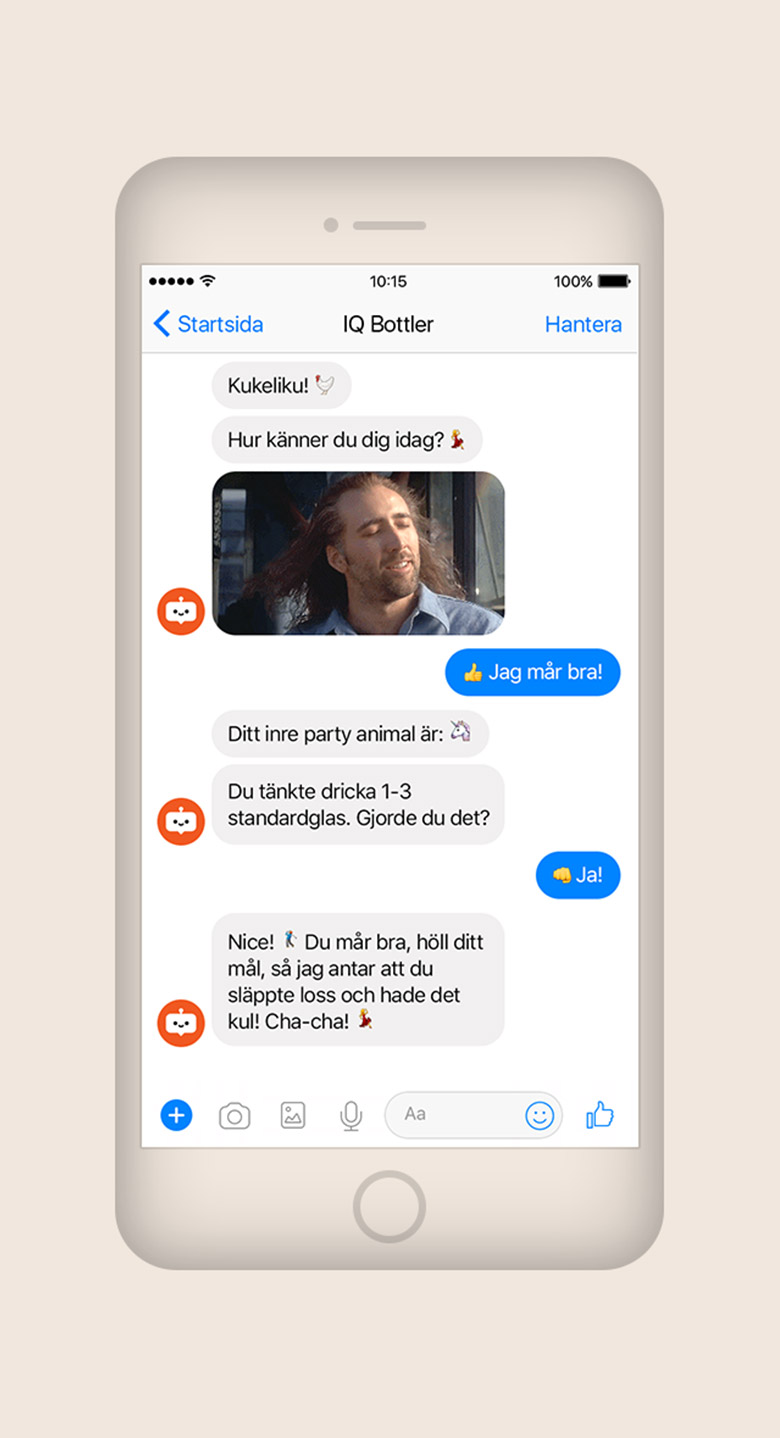 10:15
100%
Startsida
IQ Bottler
Hantera
Kukeliku! 🐓
Hur känner du dig idag? 💃
👍 Jag mår bra!
Ditt inre party animal är: 🦄
Du tänkte dricka 1-3
standardglas. Gjorde du det?
👊 Ja!
Nice! 🏌 Du mår bra, höll ditt
mål, så jag antar att du
släppte loss och hade det
kul! Cha-cha! 💃
Aa